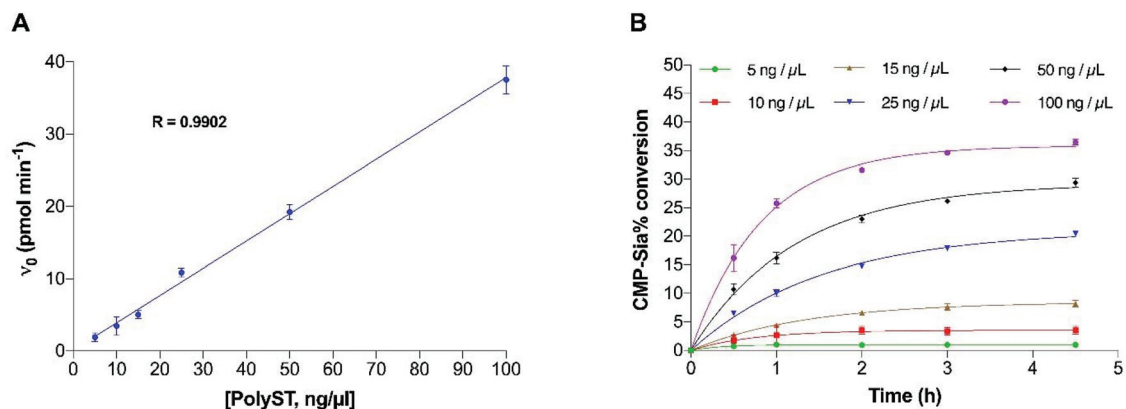 A
ν₀ (pmol min⁻¹)
40
30
20
10
0
R = 0.9902
0 10 20 30 40 50 60 70 80 90 100
[PolyST, ng/µl]
B
5 ng / µL 15 ng / µL 50 ng / µL
10 ng / µL 25 ng / µL 100 ng / µL
CMP-Sia% conversion
50
45
40
35
30
25
20
15
10
5
0
0 1 2 3 4 5
Time (h)